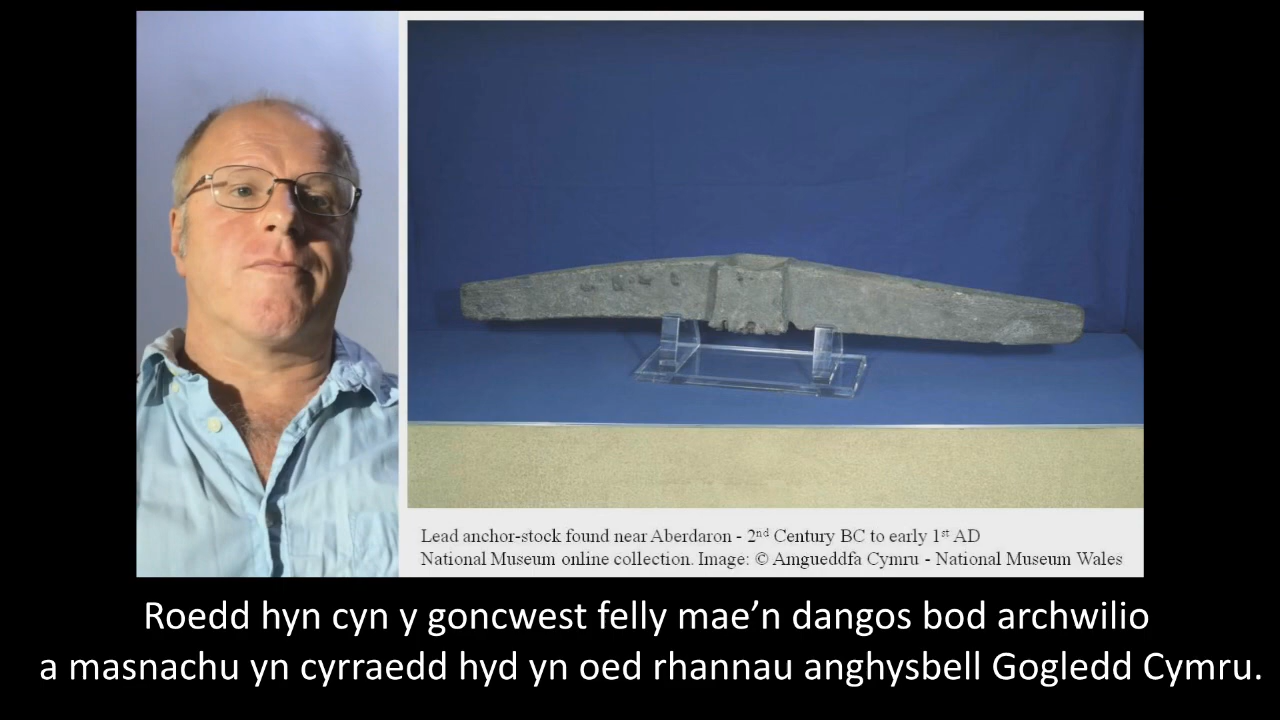 Lead anchor-stock found near Aberdaron - 2nd Century BC to early 1st AD
National Museum online collection. Image: © Amgueddfa Cymru - National Museum Wales
Roedd hyn cyn y goncwest felly mae’n dangos bod archwilio
a masnachu yn cyrraedd hyd yn oed rhannau anghysbell Gogledd Cymru.